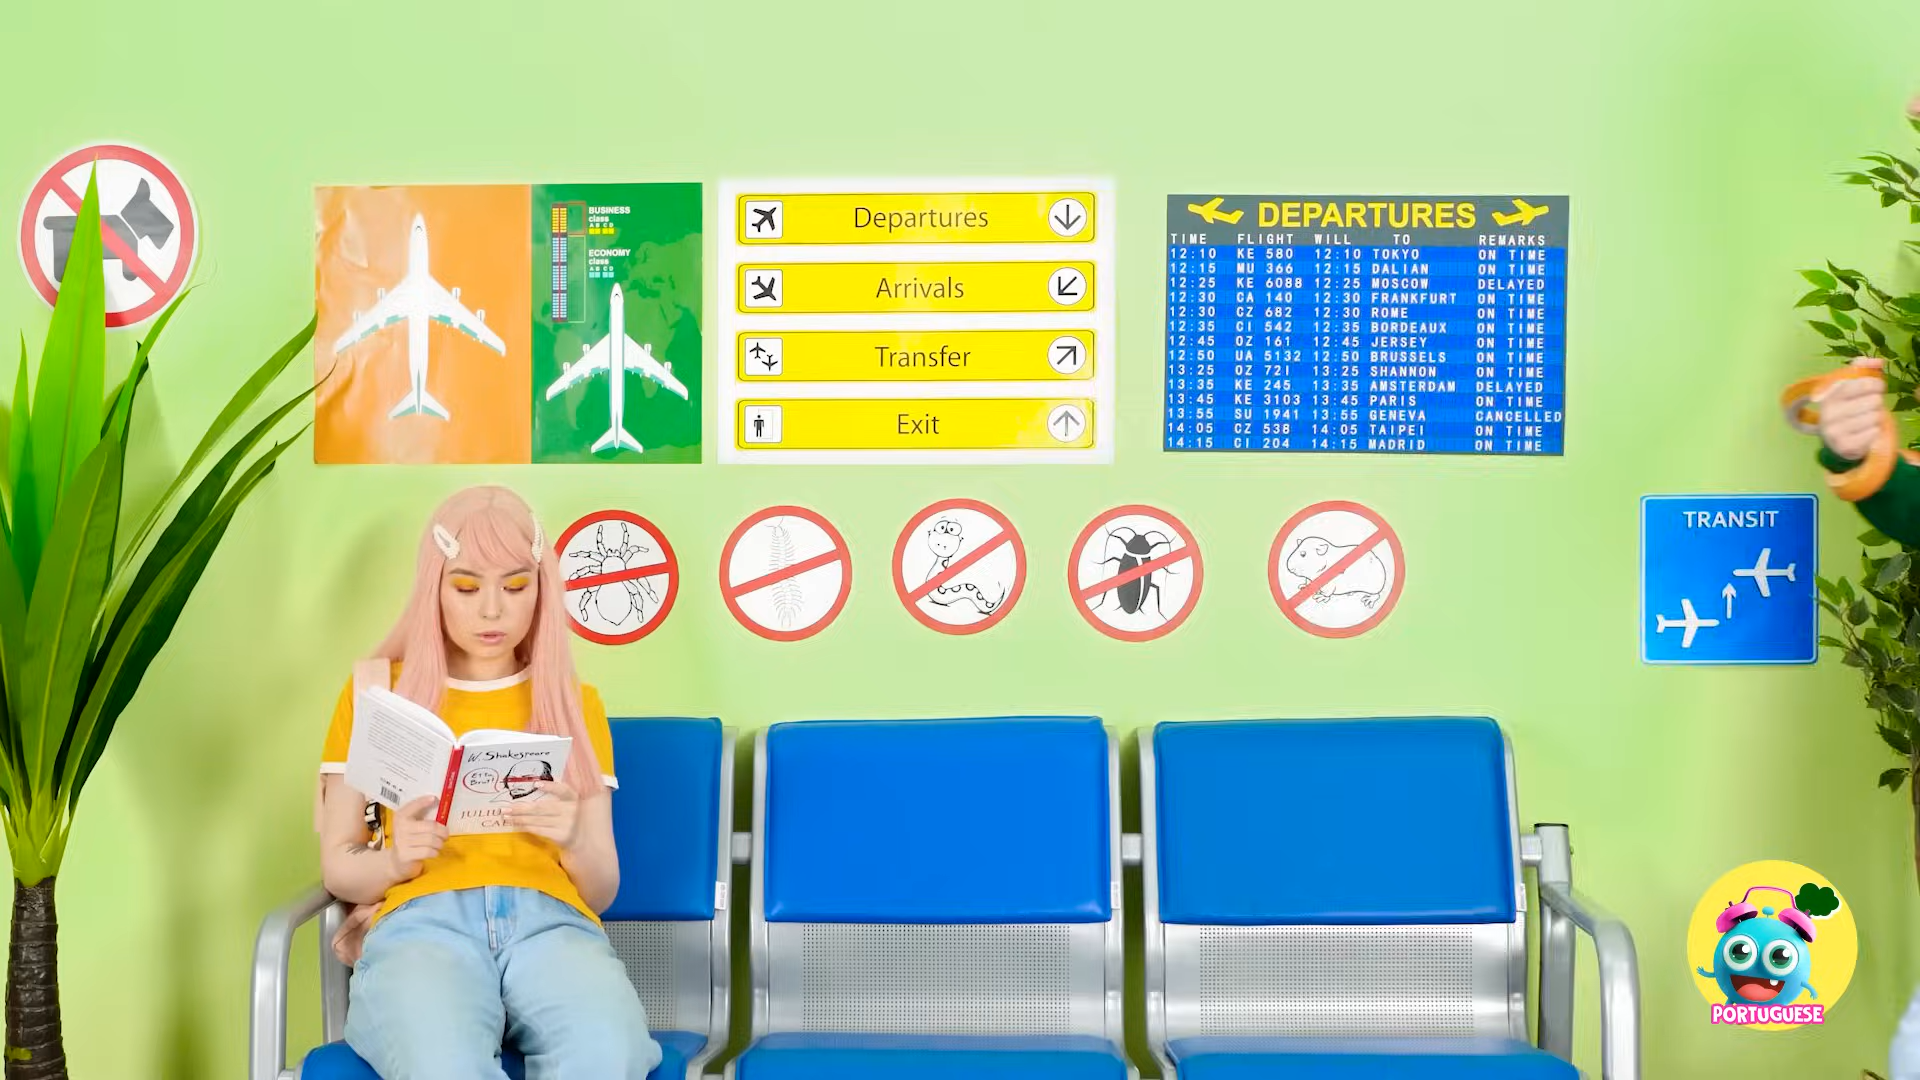 BUSINESS
class
A B C D
ECONOMY
class
A B C D
Departures
Arrivals
Transfer
Exit
DEPARTURES
TIME FLIGHT WILL TO REMARKS
12:10 KE 580 12:10 TOKYO ON TIME
12:15 MU 366 12:15 DALIAN ON TIME
12:25 KE 6088 12:25 MOSCOW DELAYED
12:30 CA 140 12:30 FRANKFURT ON TIME
12:30 CZ 682 12:30 ROME ON TIME
12:35 CI 542 12:35 BORDEAUX ON TIME
12:45 OZ 161 12:45 JERSEY ON TIME
12:50 UA 5132 12:50 BRUSSELS ON TIME
13:25 OZ 721 13:25 SHANNON ON TIME
13:35 KE 245 13:35 AMSTERDAM DELAYED
13:45 KE 3103 13:45 PARIS ON TIME
13:55 SU 1941 13:55 GENEVA CANCELLED
14:05 CZ 538 14:05 TAIPEI ON TIME
14:15 CI 204 14:15 MADRID ON TIME
TRANSIT
W. Shakespeare
Et tu,
Brut!
JULIU
CAE
PORTUGUESE